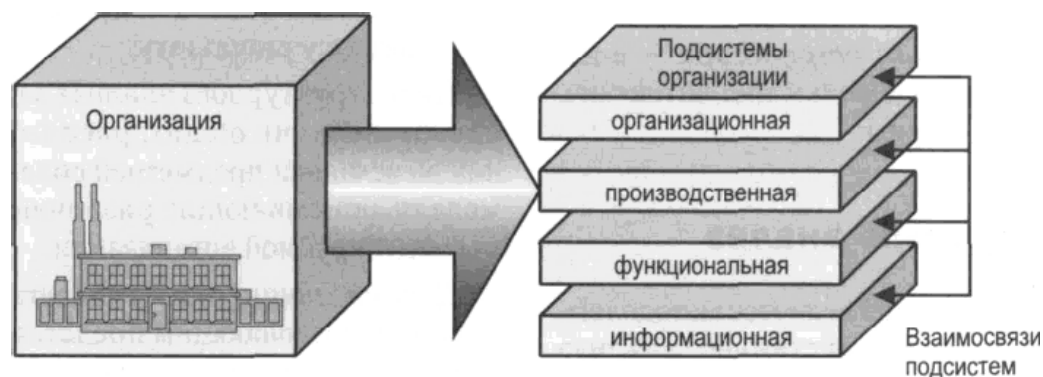 Организация
Подсистемы
организации
организационная
производственная
функциональная
информационная
Взаимосвязи
подсистем